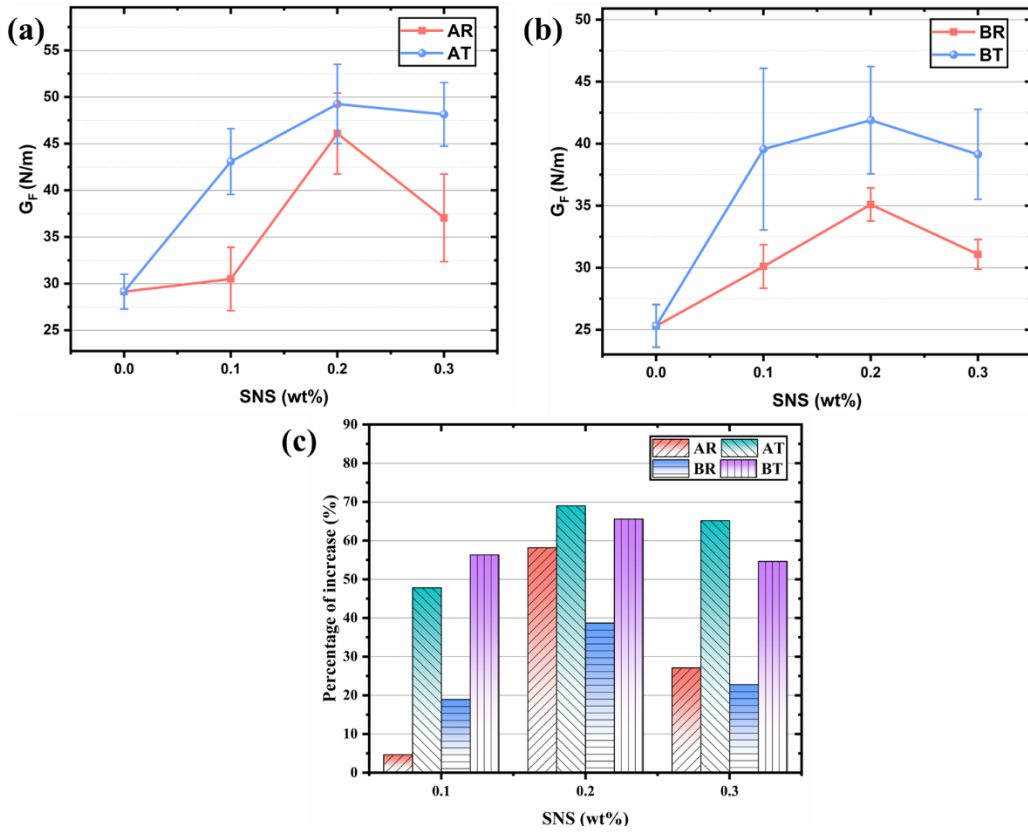 (a)
AR
AT
55
50
45
40
35
30
25
G_F (N/m)
0.0 0.1 0.2 0.3
SNS (wt%)
(b)
BR
BT
50
45
40
35
30
25
G_F (N/m)
0.0 0.1 0.2 0.3
SNS (wt%)
(c)
AR AT
BR BT
90
80
70
60
50
40
30
20
10
0
Percentage of increase (%)
0.1 0.2 0.3
SNS (wt%)